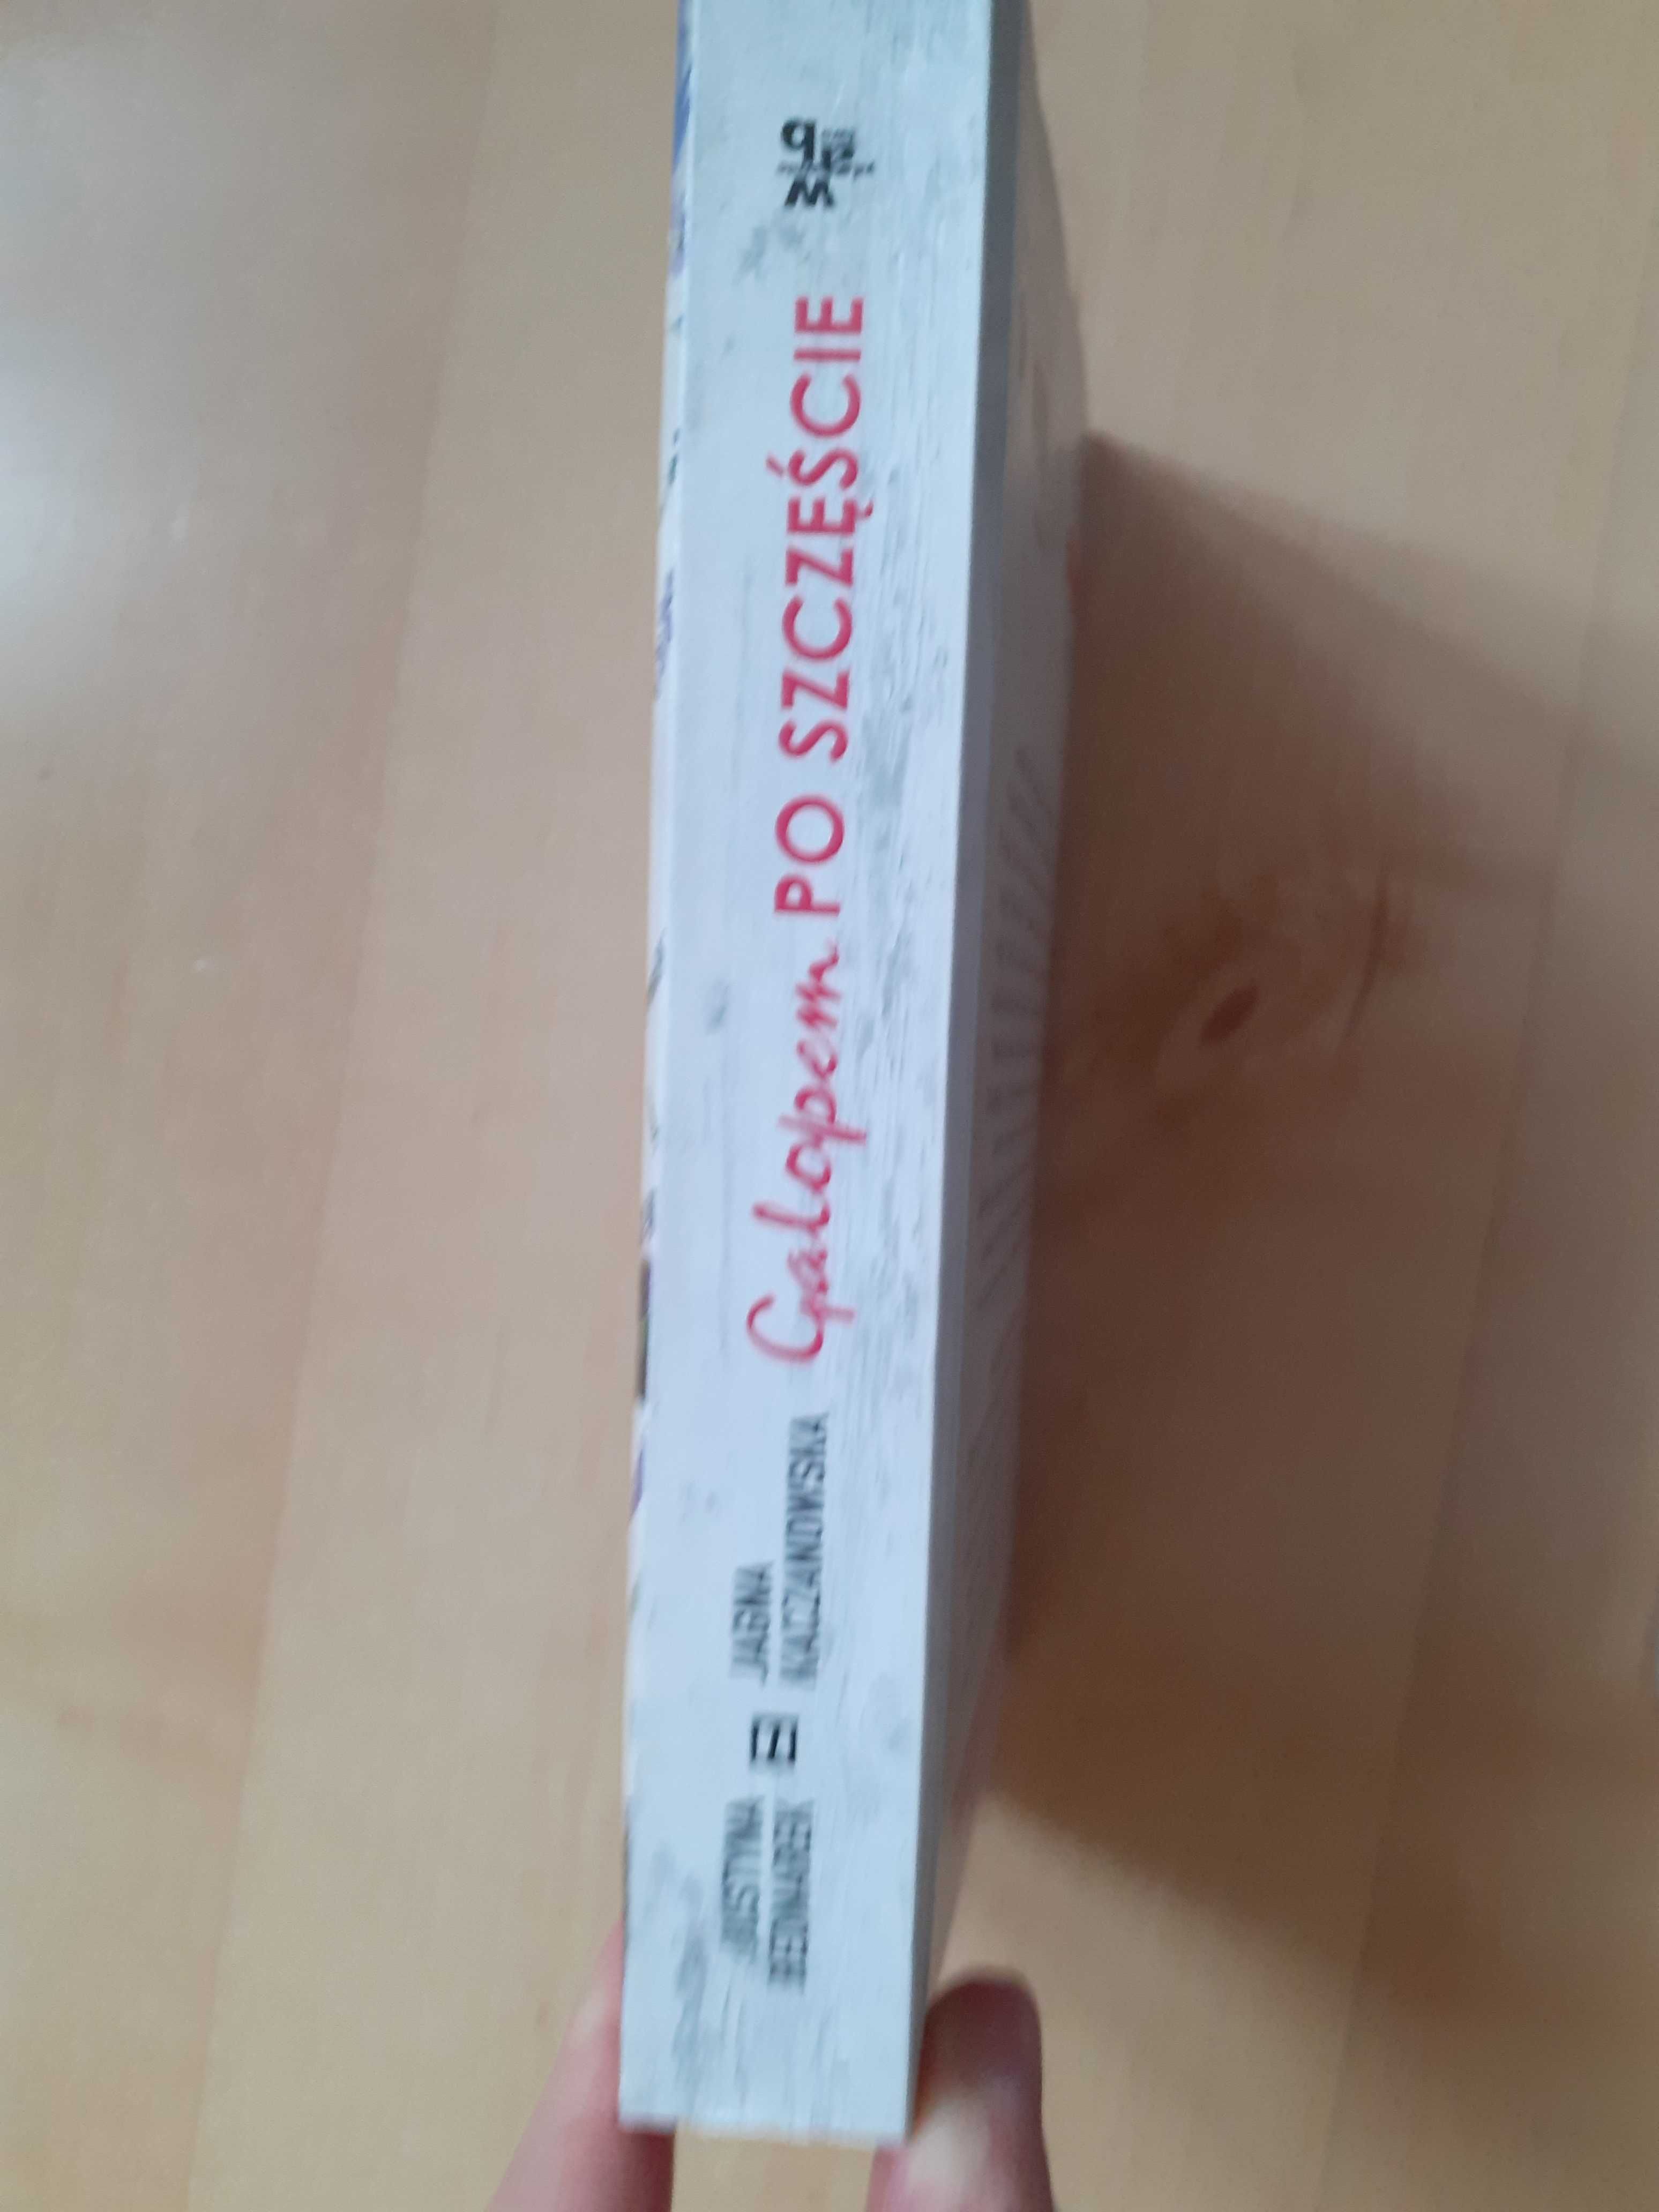 JUSTYNA
BEDNAREK
JAGNA
KACZANOWSKA
Galopem PO SZCZĘŚCIE